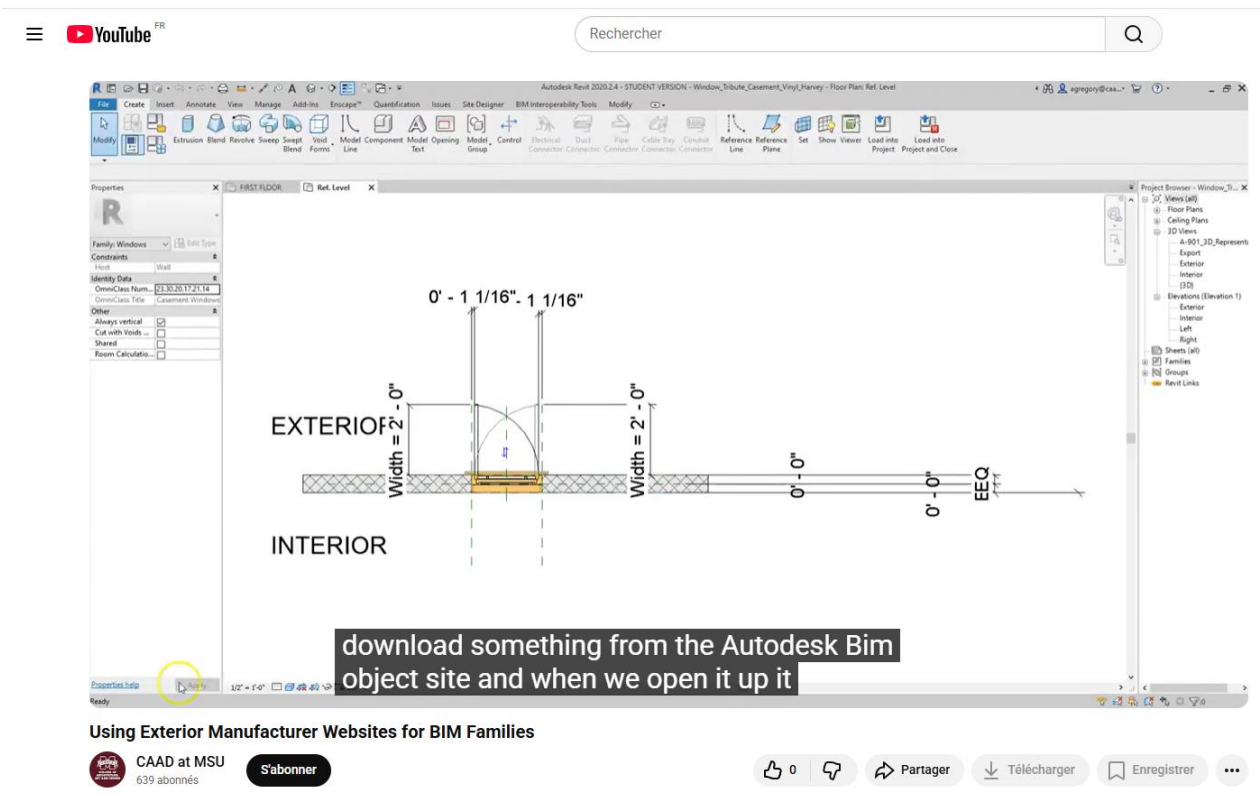 YouTube FR
Rechercher
Autodesk Revit 2020.2.4 - STUDENT VERSION - Window_Tribute_Casement_Vinyl_Harvey - Floor Plan: Ref. Level
agregory@caa...
File Create Insert Annotate View Manage Add-Ins Enscape™ Quantification Issues Site Designer BIM Interoperability Tools Modify
Modify
Extrusion Blend Revolve Sweep Swept Blend Void Forms Model Line Component Model Text Opening Model Group Control Electrical Connector Duct Connector Pipe Connector Cable Tray Connector Conduit Connector Reference Line Reference Plane Set Show Viewer Load into Project Load into Project and Close
Properties
FIRST FLOOR
Ref. Level
Project Browser - Window_Tr...
R
Family: Windows
Edit Type
Constraints
Host Wall
Identity Data
OmniClass Num... 23.30.20.17.21.14
OmniClass Title Casement Windows
Other
Always vertical
Cut with Voids ...
Shared
Room Calculatio...
Views (all)
Floor Plans
Ceiling Plans
3D Views
A-901_3D_Represent
Export
Exterior
Interior
{3D}
Elevations (Elevation 1)
Exterior
Interior
Left
Right
Sheets (all)
Families
Groups
Revit Links
0' - 1 1/16"
- 1 1/16"
EXTERIOR
Width = 2' - 0"
Width = 2' - 0"
0' - 0"
0' - 0"
EEQ
INTERIOR
download something from the Autodesk Bim
object site and when we open it up it
Properties help
Apply
1/2" = 1'-0"
Ready
:0
Using Exterior Manufacturer Websites for BIM Families
CAAD at MSU
639 abonnés
S'abonner
0
Partager
Télécharger
Enregistrer